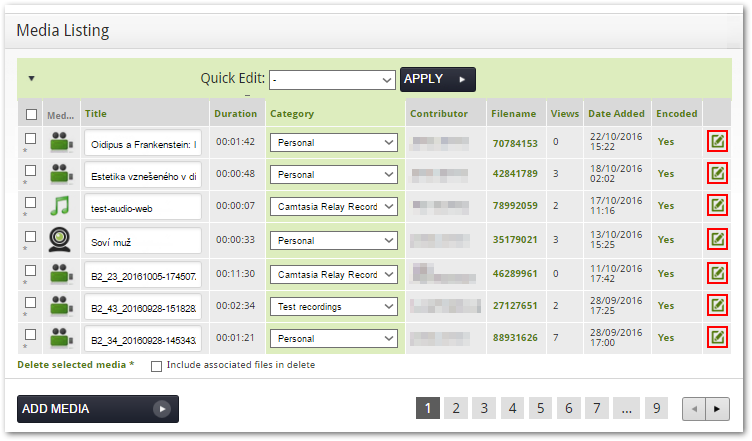 Media Listing
Quick Edit: - APPLY
Med... Title Duration Category Contributor Filename Views Date Added Encoded
* Oidipus a Frankenstein: 00:01:42 Personal 70784153 0 22/10/2016 15:22 Yes
* Estetika vznešeného v di 00:00:48 Personal 42841789 3 18/10/2016 02:02 Yes
* test-audio-web 00:00:07 Camtasia Relay Record 78992059 2 17/10/2016 11:16 Yes
* Soví muž 00:00:33 Personal 35179021 3 13/10/2016 15:25 Yes
* B2_23_20161005-174507. 00:11:30 Camtasia Relay Record 46289961 0 11/10/2016 17:42 Yes
* B2_43_20160928-151828. 00:02:34 Test recordings 27127651 2 28/09/2016 17:25 Yes
* B2_34_20160928-145343. 00:01:21 Personal 88931626 7 28/09/2016 17:00 Yes
Delete selected media * Include associated files in delete
ADD MEDIA 1 2 3 4 5 6 7 ... 9